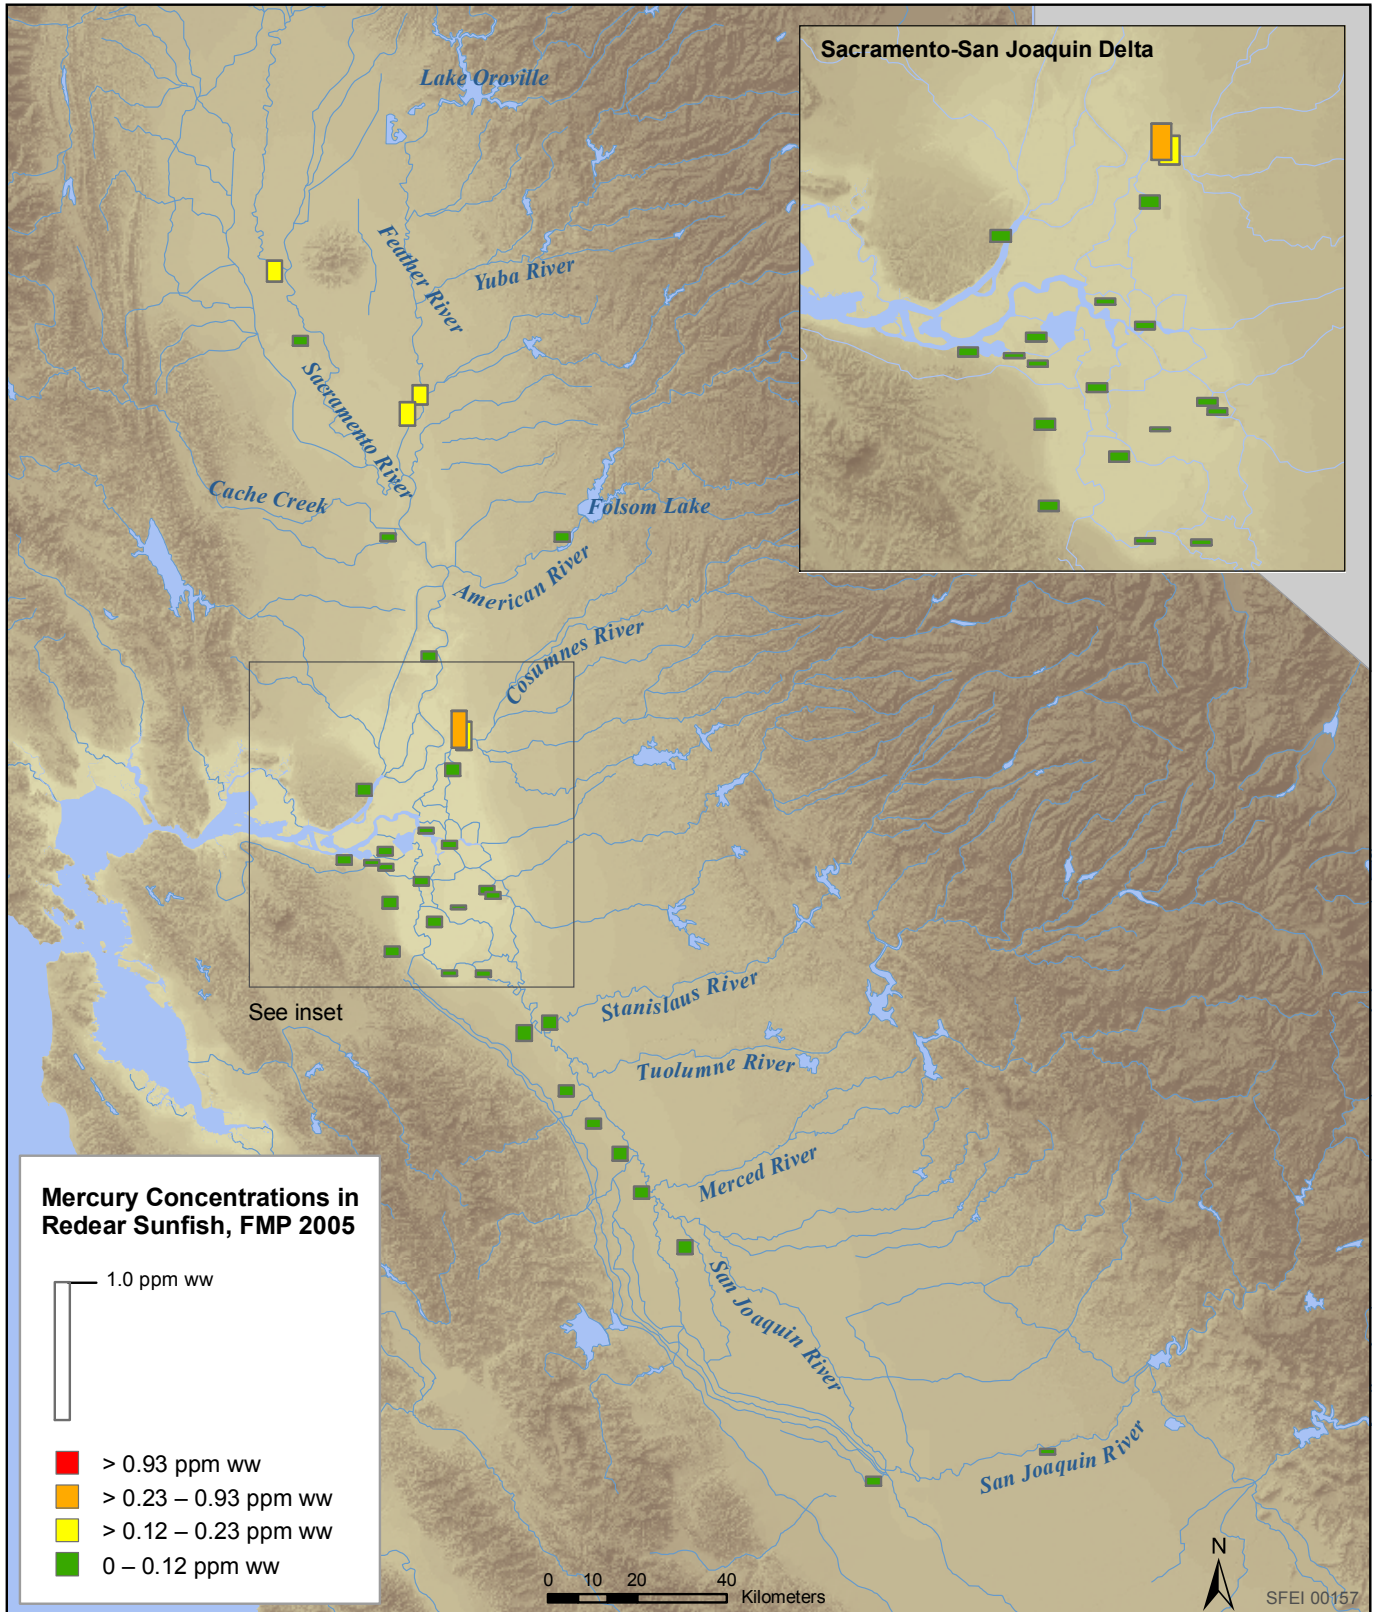 Sacramento-San Joaquin Delta
Lake Oroville
Feather River
Yuba River
Sacramento River
Cache Creek
Folsom Lake
American River
Cosumnes River
See inset
Stanislaus River
Tuolumne River
Merced River
San Joaquin River
San Joaquin River
Mercury Concentrations in
Redear Sunfish, FMP 2005
1.0 ppm ww
> 0.93 ppm ww
> 0.23 – 0.93 ppm ww
> 0.12 – 0.23 ppm ww
0 – 0.12 ppm ww
0 10 20 40
Kilometers
N
SFEI 00157